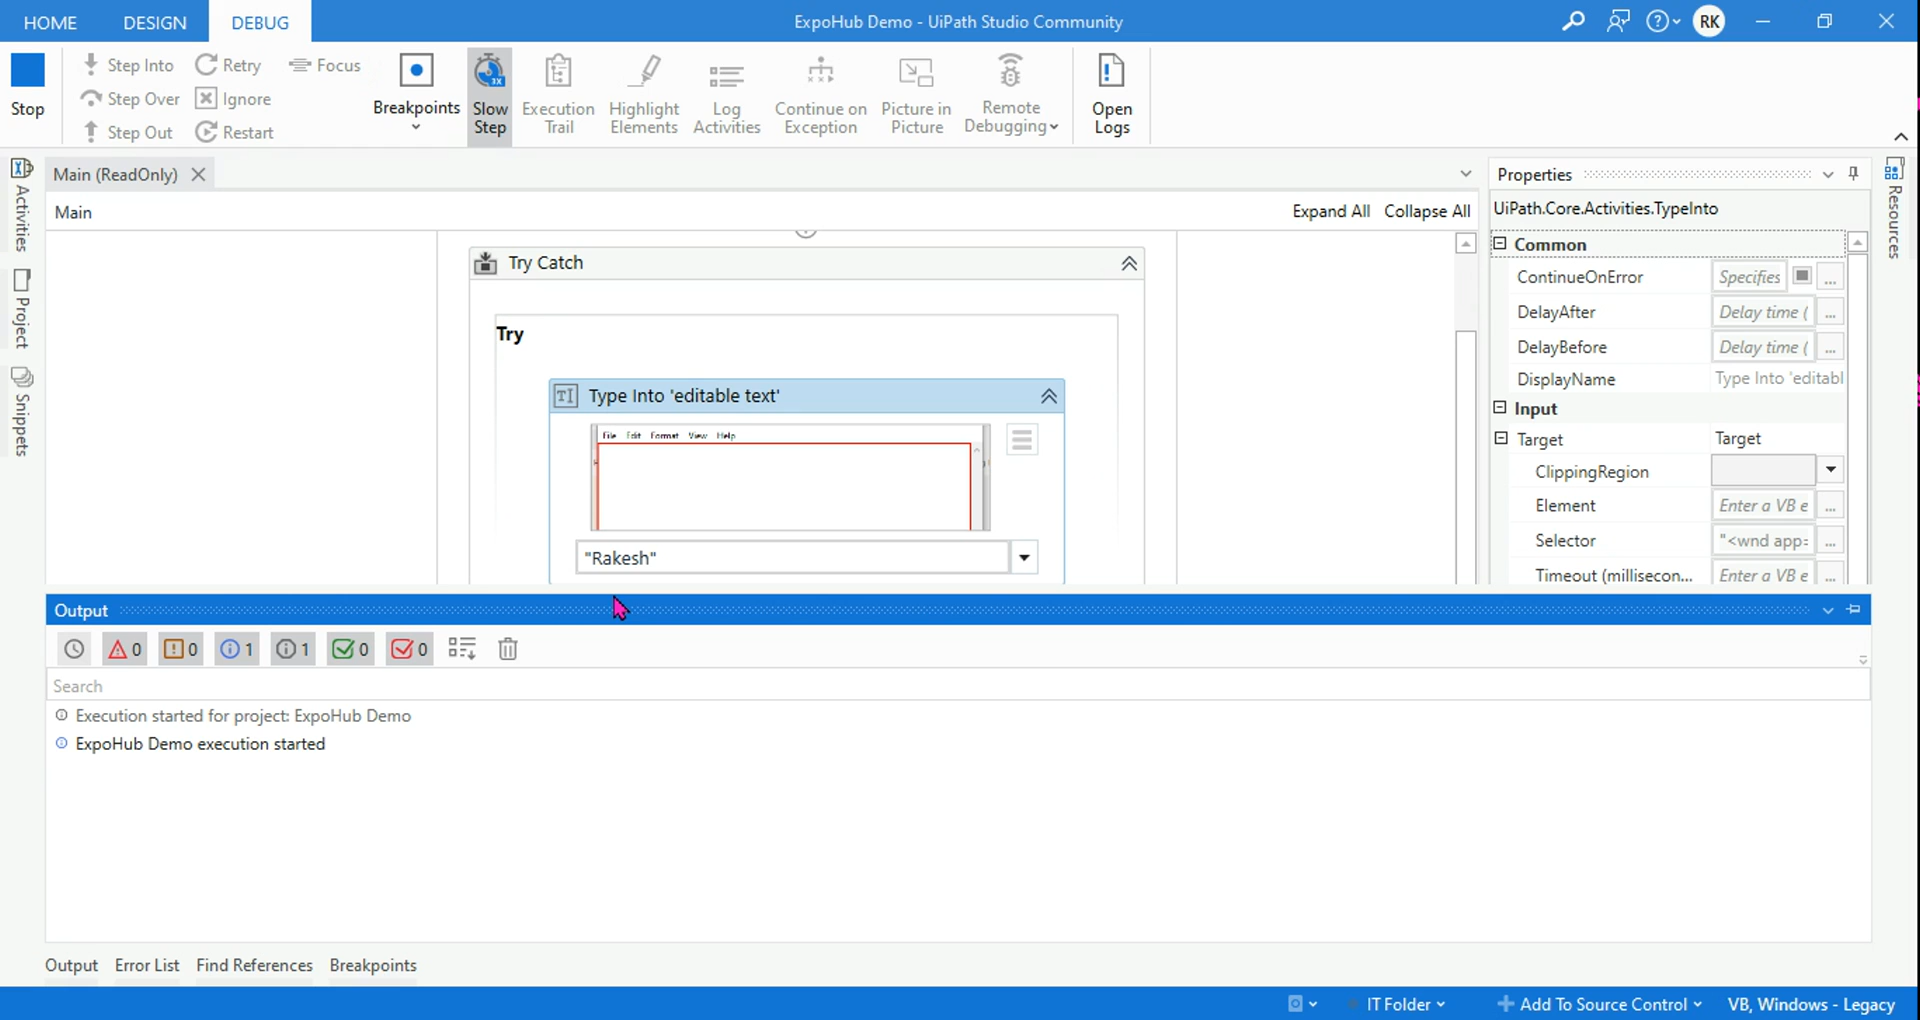 HOME DESIGN DEBUG ExpoHub Demo - UiPath Studio Community RK
Stop
Step Into Retry Focus
Step Over Ignore
Step Out Restart
Breakpoints
Slow Step
Execution Trail
Highlight Elements
Log Activities
Continue on Exception
Picture in Picture
Remote Debugging
Open Logs
Activities
Project
Snippets
Main (ReadOnly)
Main Expand All Collapse All
Try Catch
Try
Type Into 'editable text'
File Edit Format View Help
"Rakesh"
Properties
UiPath.Core.Activities.TypeInto
Common
ContinueOnError Specifies ...
DelayAfter Delay time ( ...
DelayBefore Delay time ( ...
DisplayName Type Into 'editabl
Input
Target Target
ClippingRegion
Element Enter a VB e ...
Selector "<wnd app: ...
Timeout (millisecon... Enter a VB e ...
Resources
Output
0 0 1 1 0 0
Search
Execution started for project: ExpoHub Demo
ExpoHub Demo execution started
Output Error List Find References Breakpoints
IT Folder Add To Source Control VB, Windows - Legacy